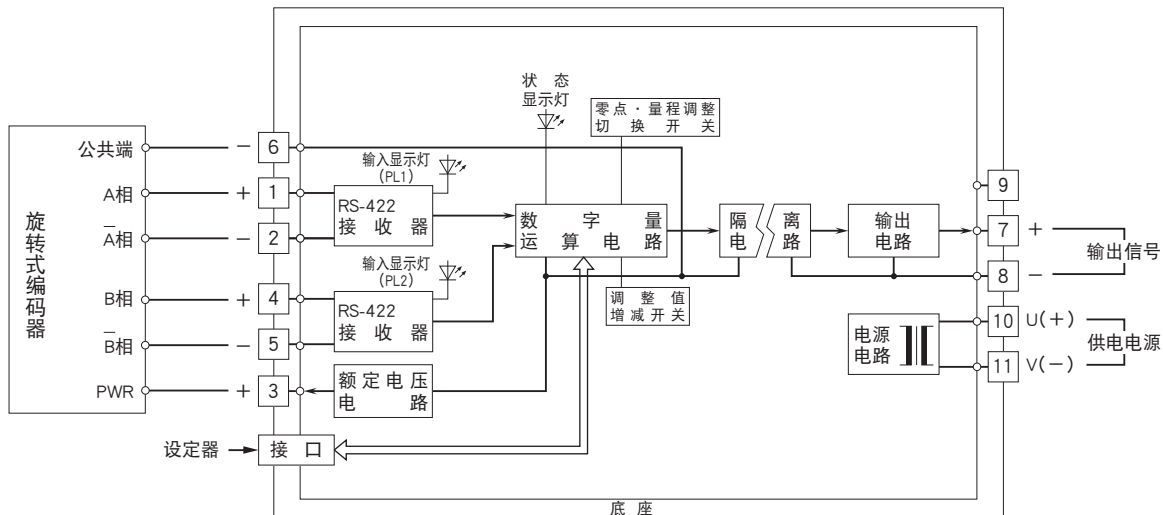 旋转式编码器
公共端
A相
A̅相
B相
B̅相
PWR
设定器
− 6
+ 1
− 2
+ 4
− 5
+ 3
接 口
输入显示灯
(PL1)
RS-422
接 收 器
输入显示灯
(PL2)
RS-422
接 收 器
额定电压
电 路
状 态
显示灯
零点·量程调整
切 换 开 关
数 字 量
运 算 电 路
调 整 值
增减开关
隔 离
电 路
输出
电路
电源
电路
9
7 +
8 −
输出信号
10 U(+)
11 V(−)
供电电源
底 座